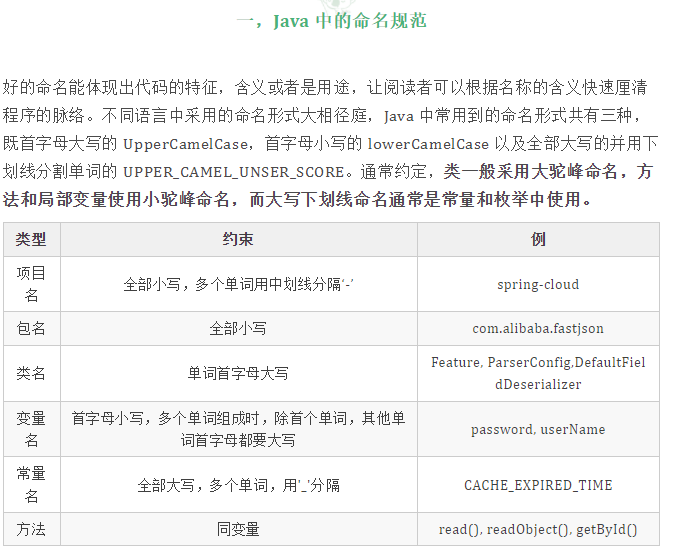 一，Java 中的命名规范
好的命名能体现出代码的特征，含义或者是用途，让阅读者可以根据名称的含义快速厘清
程序的脉络。不同语言中采用的命名形式大相径庭，Java 中常用到的命名形式共有三种，
既首字母大写的 UpperCamelCase，首字母小写的 lowerCamelCase 以及全部大写的并用下
划线分割单词的 UPPER_CAMEL_UNSER_SCORE。通常约定，类一般采用大驼峰命名，方
法和局部变量使用小驼峰命名，而大写下划线命名通常是常量和枚举中使用。
类型 约束 例
项目
名
全部小写，多个单词用中划线分隔'-'
spring-cloud
包名 全部小写 com.alibaba.fastjson
类名
单词首字母大写
Feature, ParserConfig,DefaultFiel
dDeserializer
变量
名
首字母小写，多个单词组成时，除首个单词，其他单
词首字母都要大写
password, userName
常量
名
全部大写，多个单词，用'_'分隔
CACHE_EXPIRED_TIME
方法 同变量 read(), readObject(), getById()